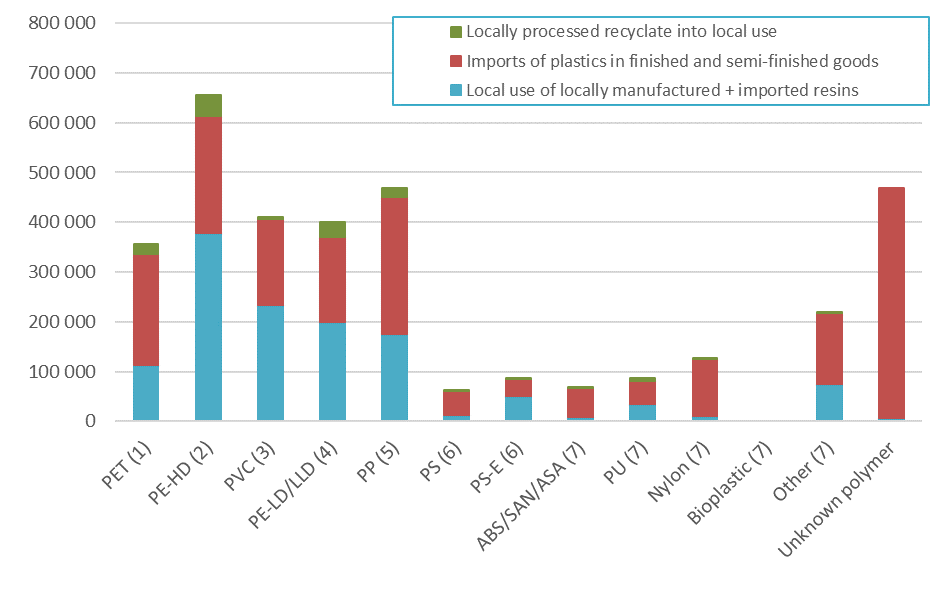 800 000
700 000
600 000
500 000
400 000
300 000
200 000
100 000
0
Locally processed recyclate into local use
Imports of plastics in finished and semi-finished goods
Local use of locally manufactured + imported resins
PET (1)
PE-HD (2)
PVC (3)
PE-LD/LLD (4)
PP (5)
PS (6)
PS-E (6)
ABS/SAN/ASA (7)
PU (7)
Nylon (7)
Bioplastic (7)
Other (7)
Unknown polymer